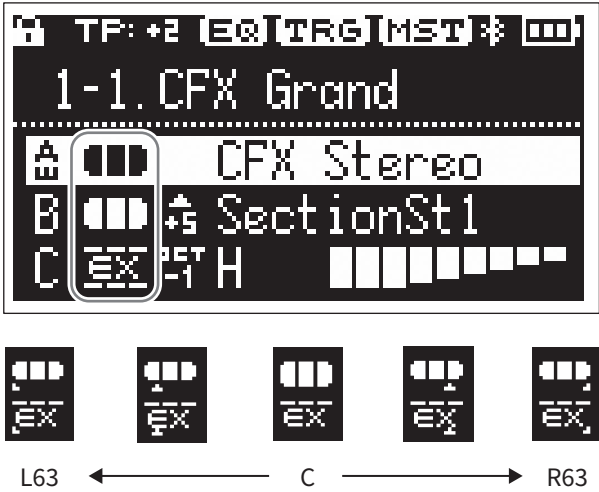 TP: +2 EQ TRG MST
1-1. CFX Grand
A CFX Stereo
B +5 SectionSt1
C EX -1 H
EX EX EX EX EX
L63 C R63